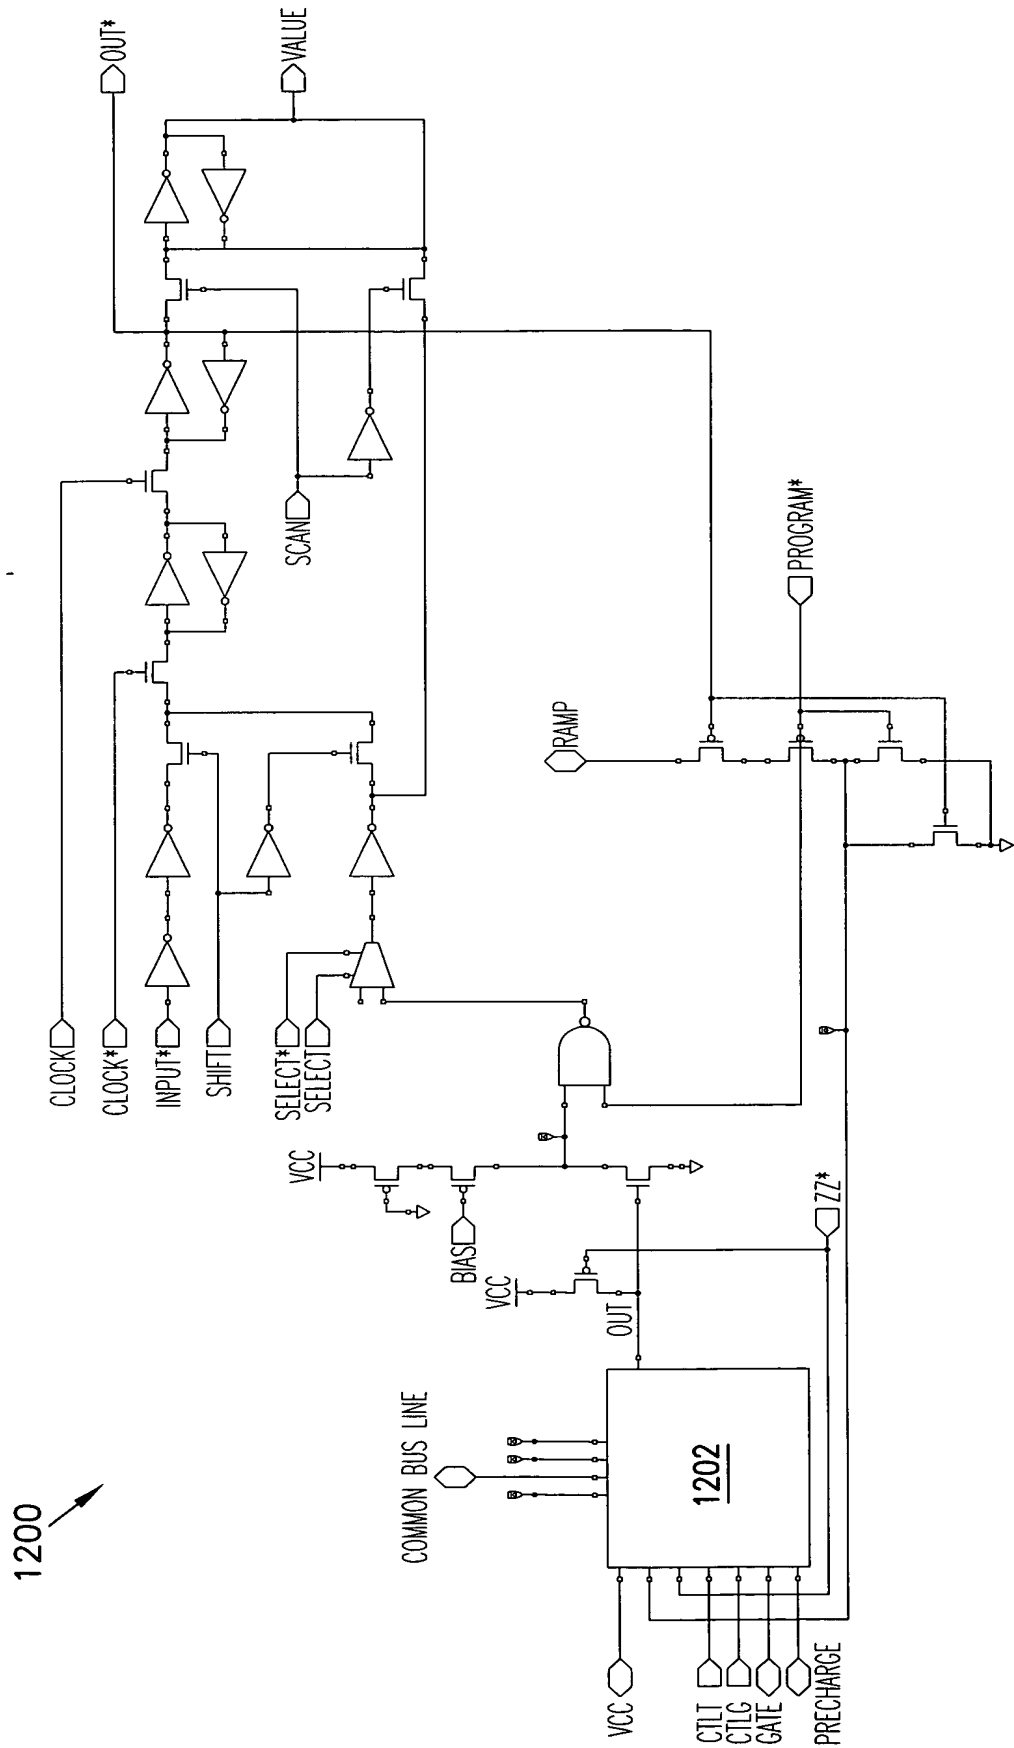 1200
COMMON BUS LINE
VCC
CTLT
CTLG
GATE
PRECHARGE
1202
OUT
VCC
BIAS
VCC
ZZ*
CLOCK
CLOCK*
INPUT*
SHIFT
SELECT*
SELECT
RAMP
PROGRAM*
SCAN
OUT*
VALUE